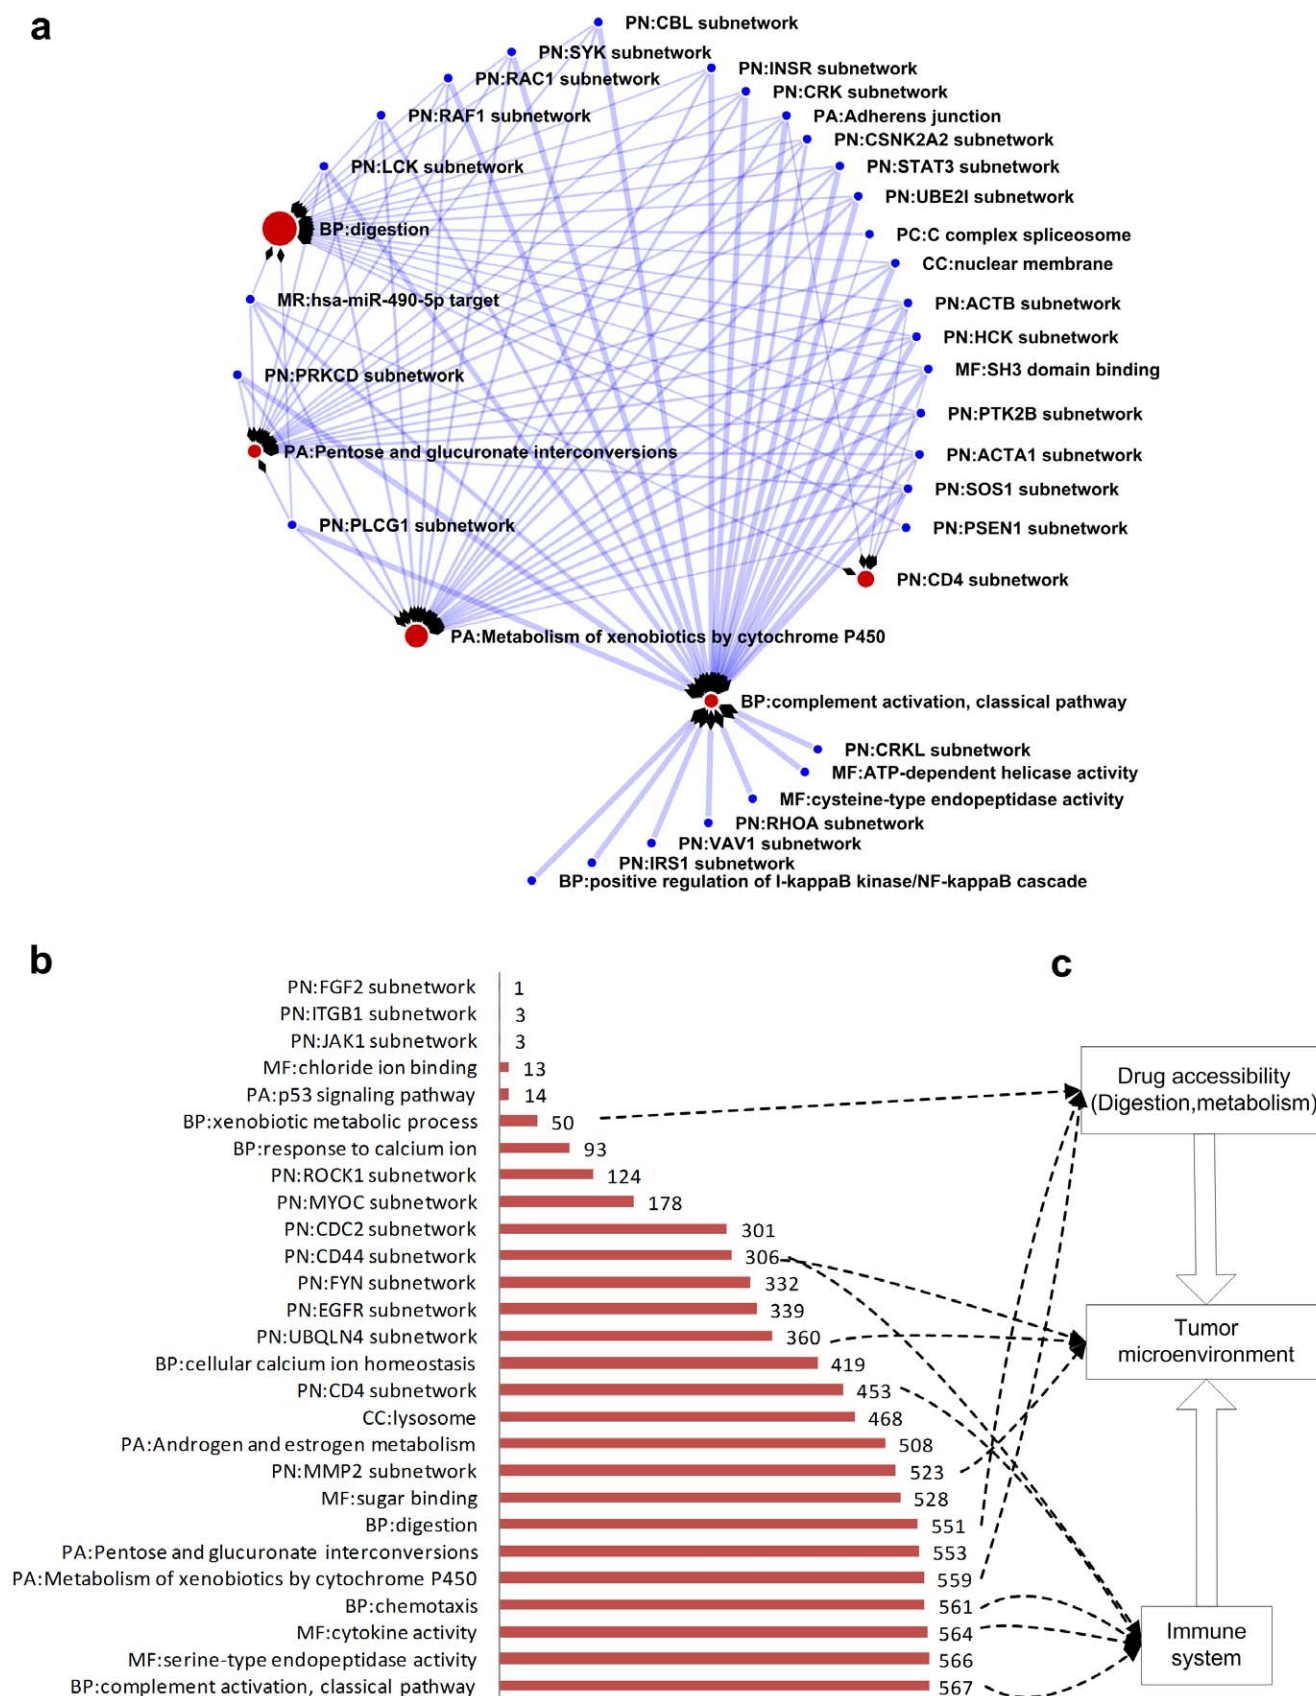 a
PN:CBL subnetwork
PN:SYK subnetwork
PN:INSR subnetwork
PN:RAC1 subnetwork
PN:CRK subnetwork
PN:RAF1 subnetwork
PA:Adherens junction
PN:CSNK2A2 subnetwork
PN:LCK subnetwork
PN:STAT3 subnetwork
PN:UBE2I subnetwork
BP:digestion
PC:C complex spliceosome
CC:nuclear membrane
MR:hsa-miR-490-5p target
PN:ACTB subnetwork
PN:HCK subnetwork
MF:SH3 domain binding
PN:PRKCD subnetwork
PN:PTK2B subnetwork
PA:Pentose and glucuronate interconversions
PN:ACTA1 subnetwork
PN:SOS1 subnetwork
PN:PLCG1 subnetwork
PN:PSEN1 subnetwork
PN:CD4 subnetwork
PA:Metabolism of xenobiotics by cytochrome P450
BP:complement activation, classical pathway
PN:CRKL subnetwork
MF:ATP-dependent helicase activity
MF:cysteine-type endopeptidase activity
PN:RHOA subnetwork
PN:VAV1 subnetwork
PN:IRS1 subnetwork
BP:positive regulation of I-kappaB kinase/NF-kappaB cascade
b
PN:FGF2 subnetwork 1
PN:ITGB1 subnetwork 3
PN:JAK1 subnetwork 3
MF:chloride ion binding 13
PA:p53 signaling pathway 14
BP:xenobiotic metabolic process 50
BP:response to calcium ion 93
PN:ROCK1 subnetwork 124
PN:MYOC subnetwork 178
PN:CDC2 subnetwork 301
PN:CD44 subnetwork 306
PN:FYN subnetwork 332
PN:EGFR subnetwork 339
PN:UBQLN4 subnetwork 360
BP:cellular calcium ion homeostasis 419
PN:CD4 subnetwork 453
CC:lysosome 468
PA:Androgen and estrogen metabolism 508
PN:MMP2 subnetwork 523
MF:sugar binding 528
BP:digestion 551
PA:Pentose and glucuronate interconversions 553
PA:Metabolism of xenobiotics by cytochrome P450 559
BP:chemotaxis 561
MF:cytokine activity 564
MF:serine-type endopeptidase activity 566
BP:complement activation, classical pathway 567
c
Drug accessibility
(Digestion,metabolism)
Tumor
microenvironment
Immune
system